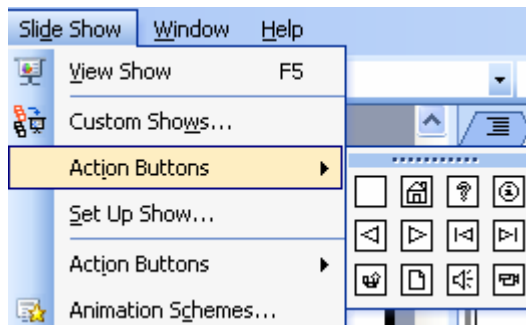 Slide Show Window Help
View Show F5
Custom Shows...
Action Buttons
Set Up Show...
Action Buttons
Animation Schemes...